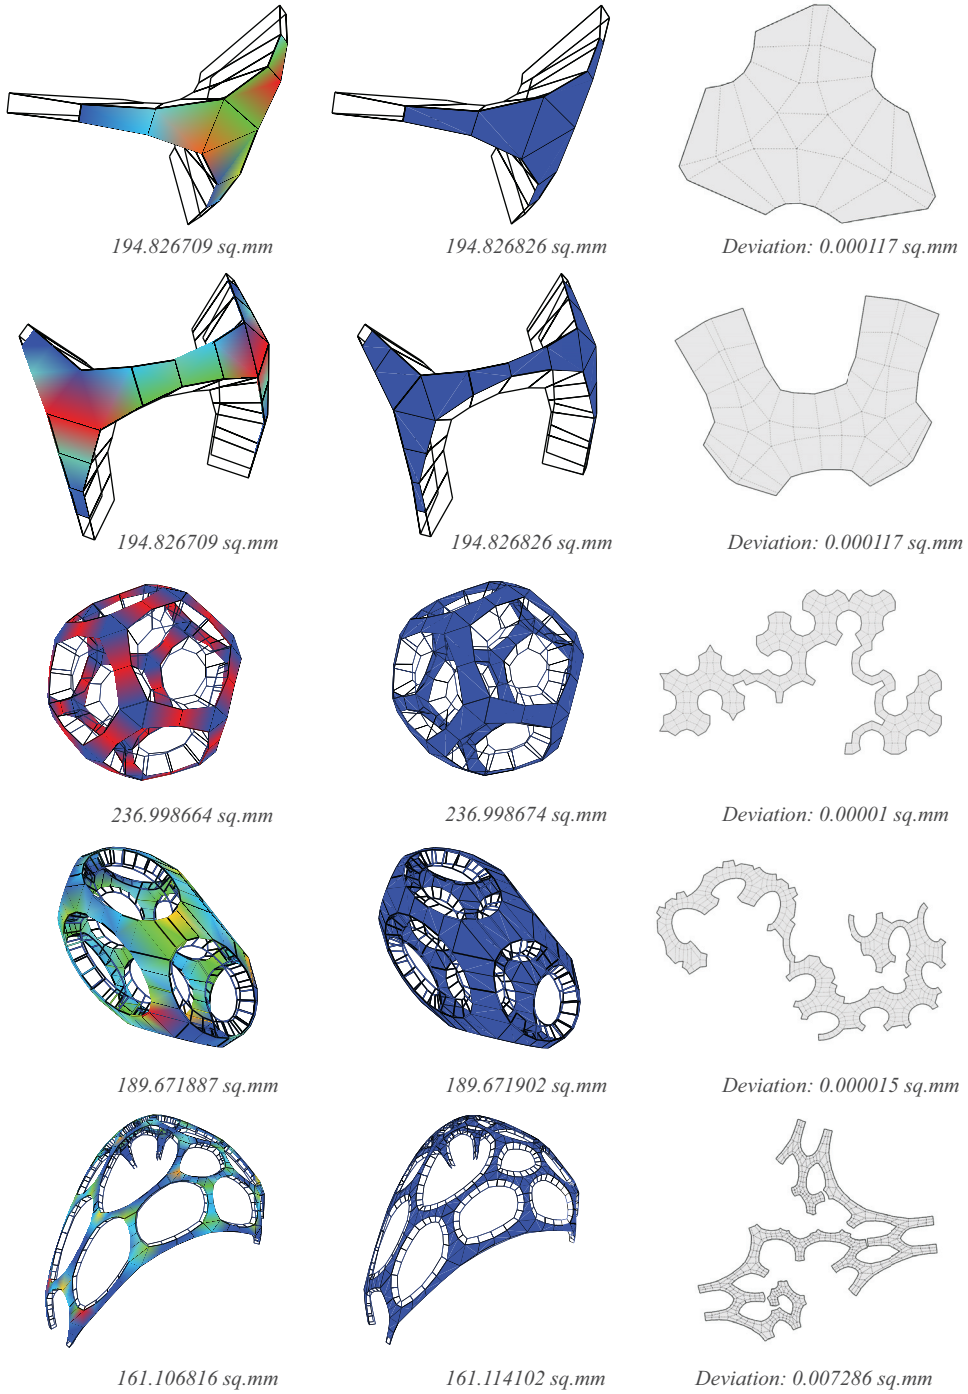 194.826709 sq.mm
194.826826 sq.mm
Deviation: 0.000117 sq.mm
194.826709 sq.mm
194.826826 sq.mm
Deviation: 0.000117 sq.mm
236.998664 sq.mm
236.998674 sq.mm
Deviation: 0.00001 sq.mm
189.671887 sq.mm
189.671902 sq.mm
Deviation: 0.000015 sq.mm
161.106816 sq.mm
161.114102 sq.mm
Deviation: 0.007286 sq.mm